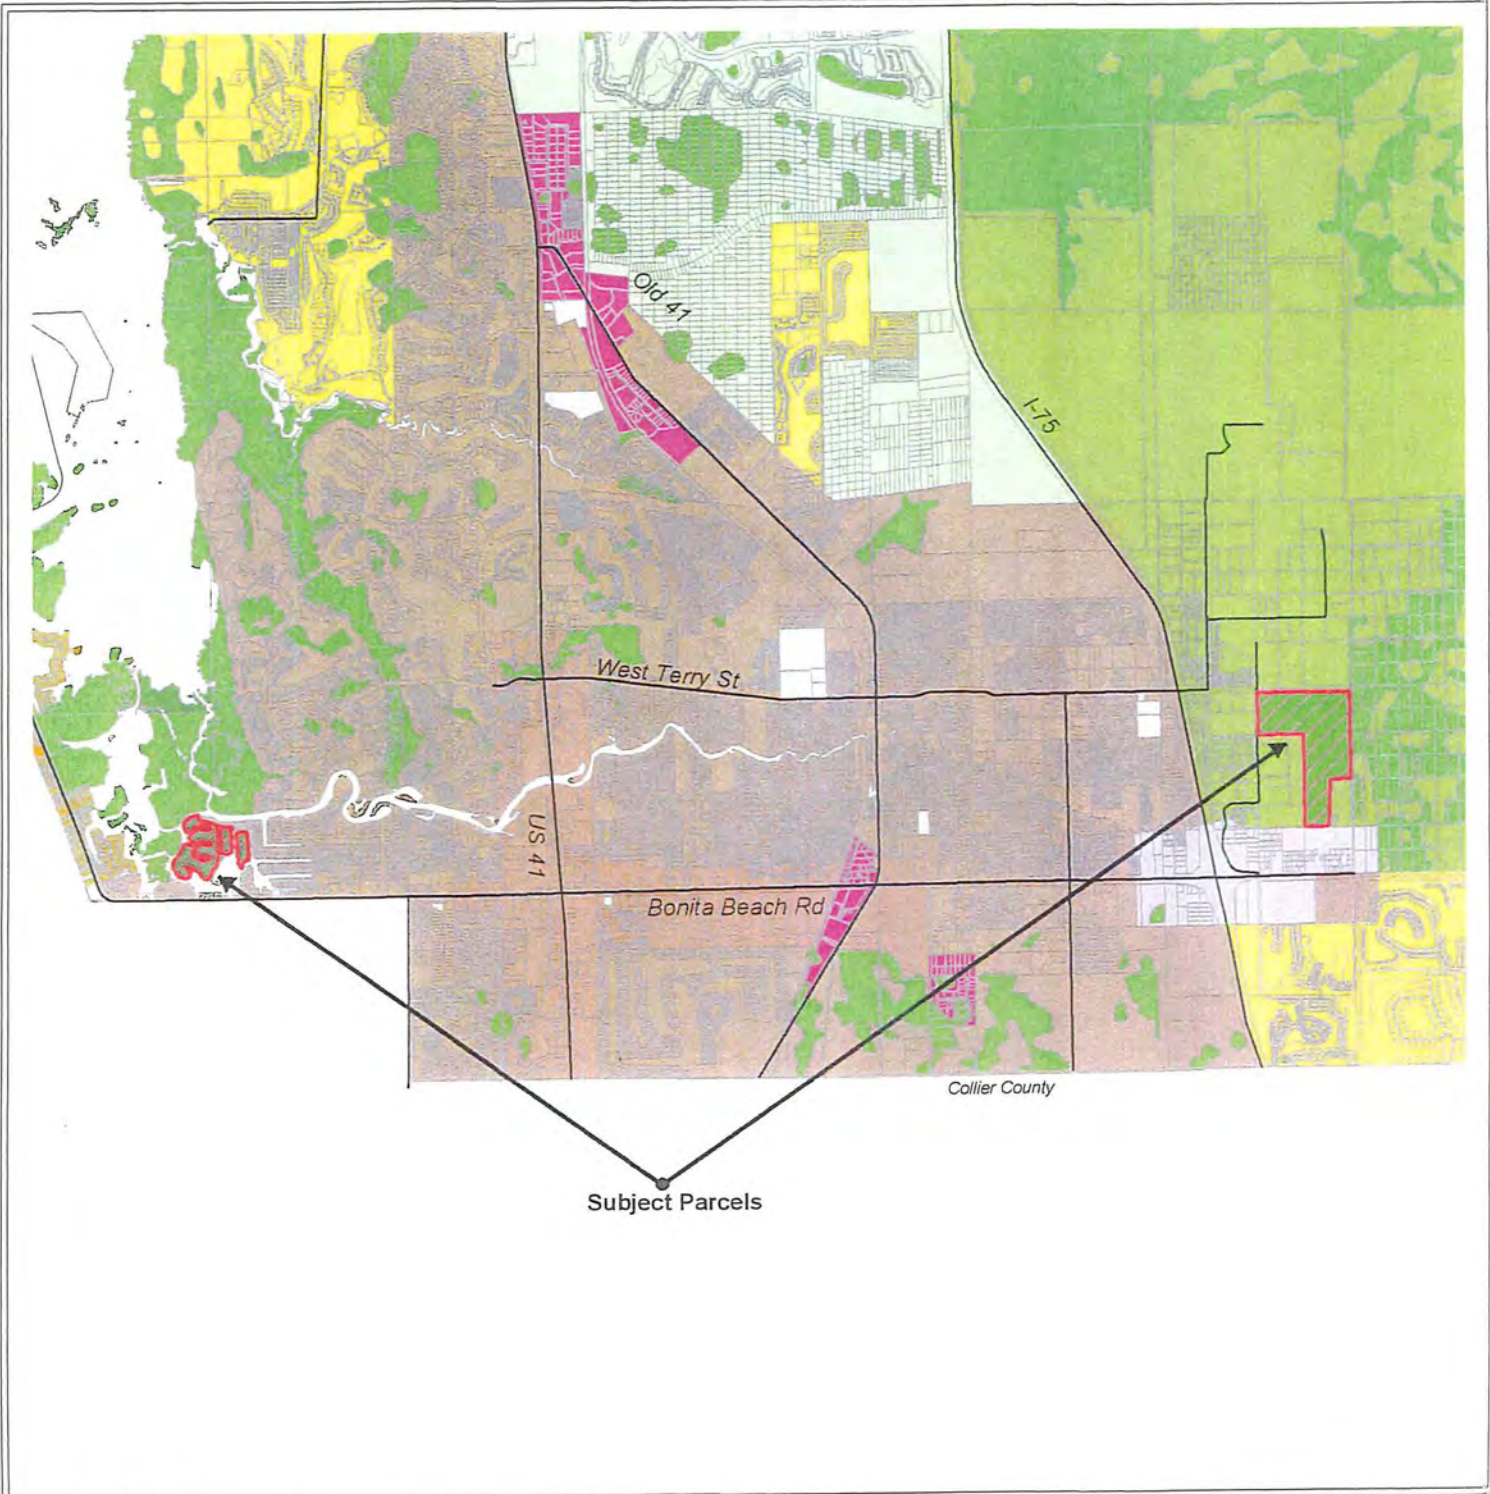 Old 41
I-75
West Terry St
US 41
Bonita Beach Rd
Collier County
Subject Parcels